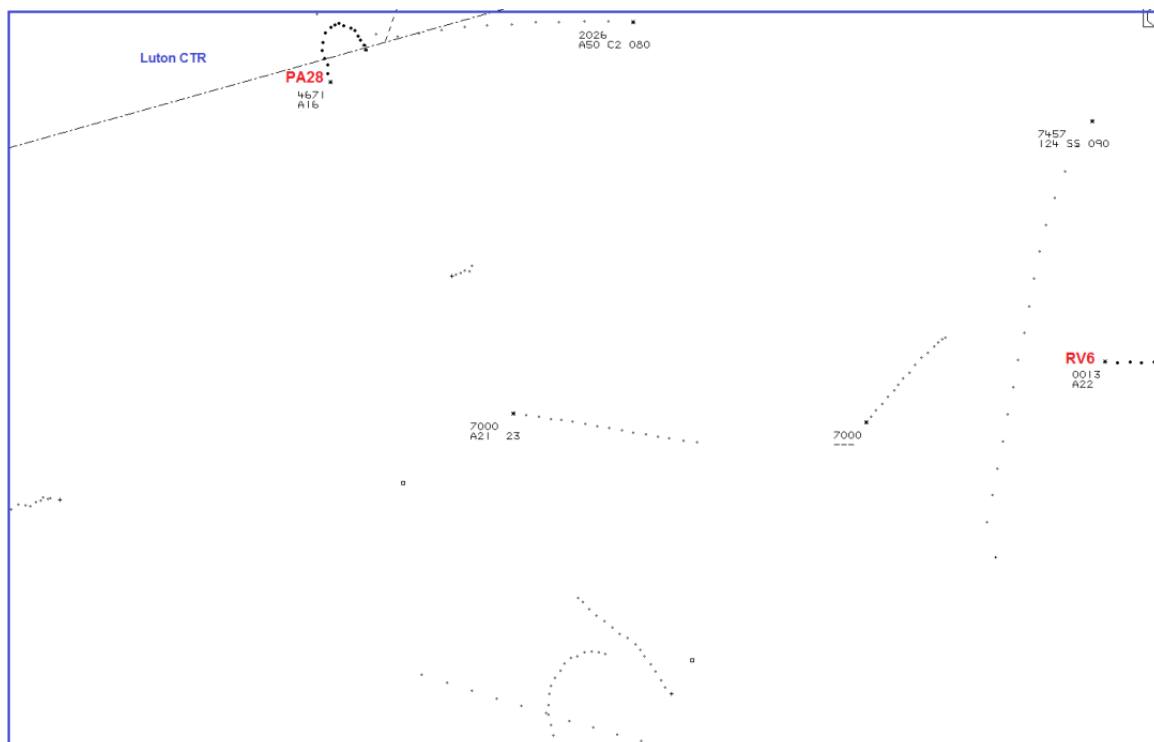 2026
A50 C2 080
Luton CTR
PA28
4671
A16
7457
124 SS 090
RV6
0013
A22
7000
A21 23
7000
---